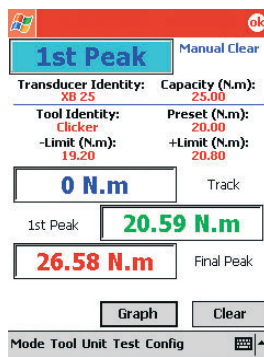 ok
1st Peak Manual Clear
Transducer Identity: Capacity (N.m):
XB 25 25.00
Tool Identity: Preset (N.m):
Clicker 20.00
-Limit (N.m): +Limit (N.m):
19.20 20.80
0 N.m Track
1st Peak 20.59 N.m
26.58 N.m Final Peak
Graph Clear
Mode Tool Unit Test Config